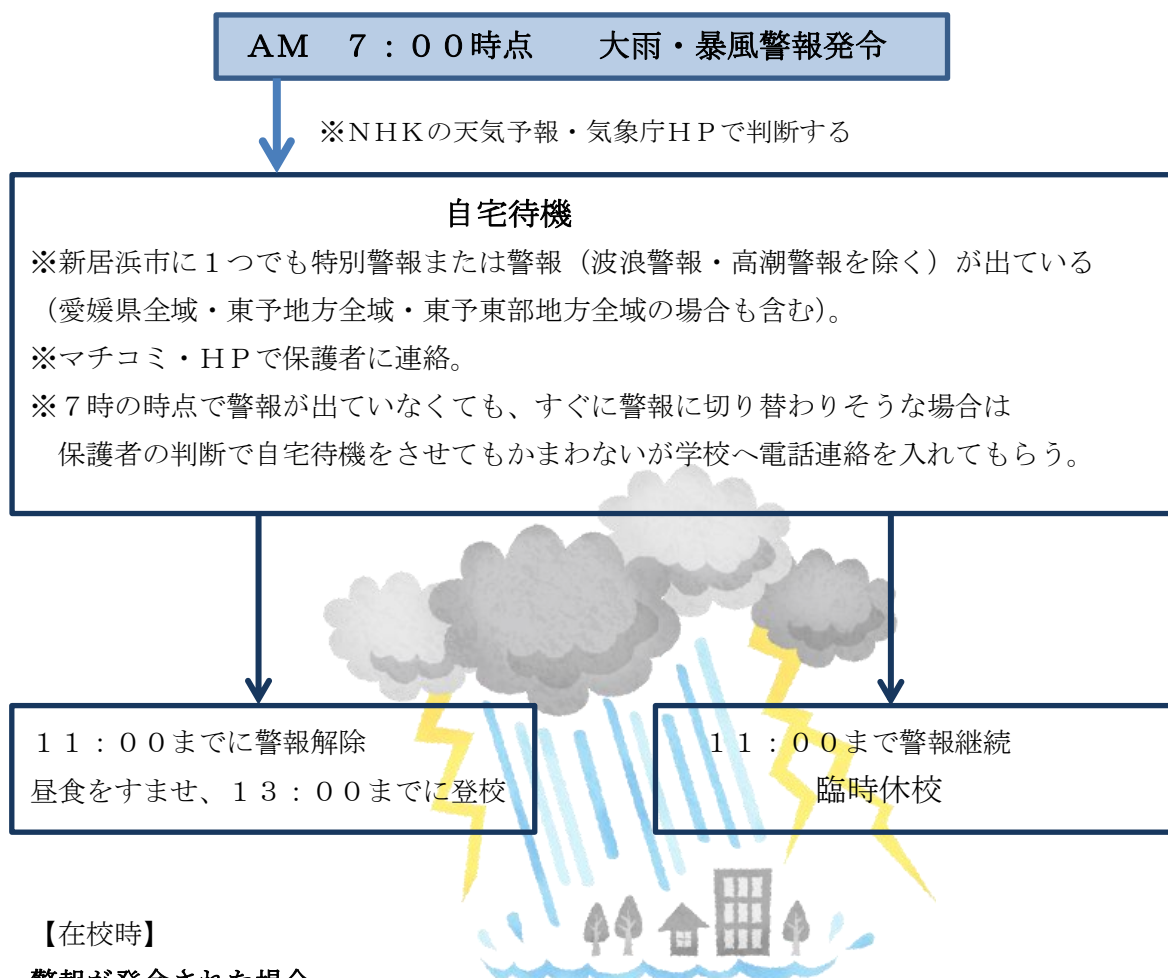 AM　７：００時点　　大雨・暴風警報発令
※ＮＨＫの天気予報・気象庁ＨＰで判断する
自宅待機
※新居浜市に１つでも特別警報または警報（波浪警報・高潮警報を除く）が出ている
（愛媛県全域・東予地方全域・東予東部地方全域の場合も含む）。
※マチコミ・ＨＰで保護者に連絡。
※７時の時点で警報が出ていなくても、すぐに警報に切り替わりそうな場合は
保護者の判断で自宅待機をさせてもかまわないが学校へ電話連絡を入れてもらう。
１１：００までに警報解除
昼食をすませ、１３：００までに登校
１１：００まで警報継続
臨時休校
【在校時】
警報が発令された場合